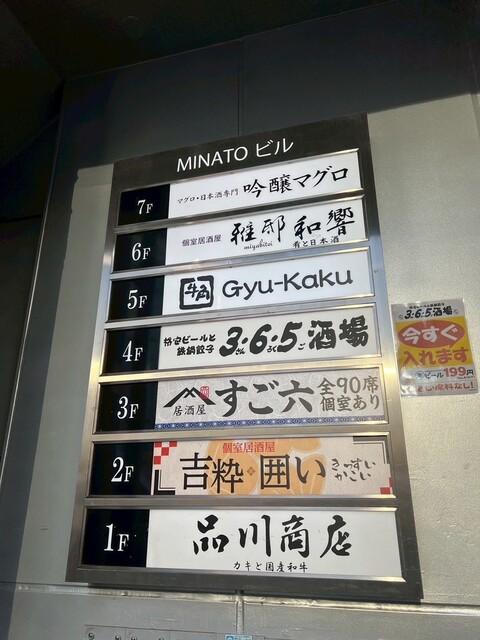 MINATO ビル
7F マグロ・日本酒専門 吟醸マグロ
6F 個室居酒屋 雅邸 和響
miyabitei 肴と日本酒
5F 牛角 Gyu-Kaku
4F 格安ビールと鉄鍋餃子 3・6・5酒場
さん ろく ご
3F 居酒屋 すご六 全90席 個室あり
2F 個室居酒屋
吉粋 囲い きっすい かこい
1F 品川商店
カキと国産和牛
3・6・5酒場
今すぐ
入れます
ビール199円